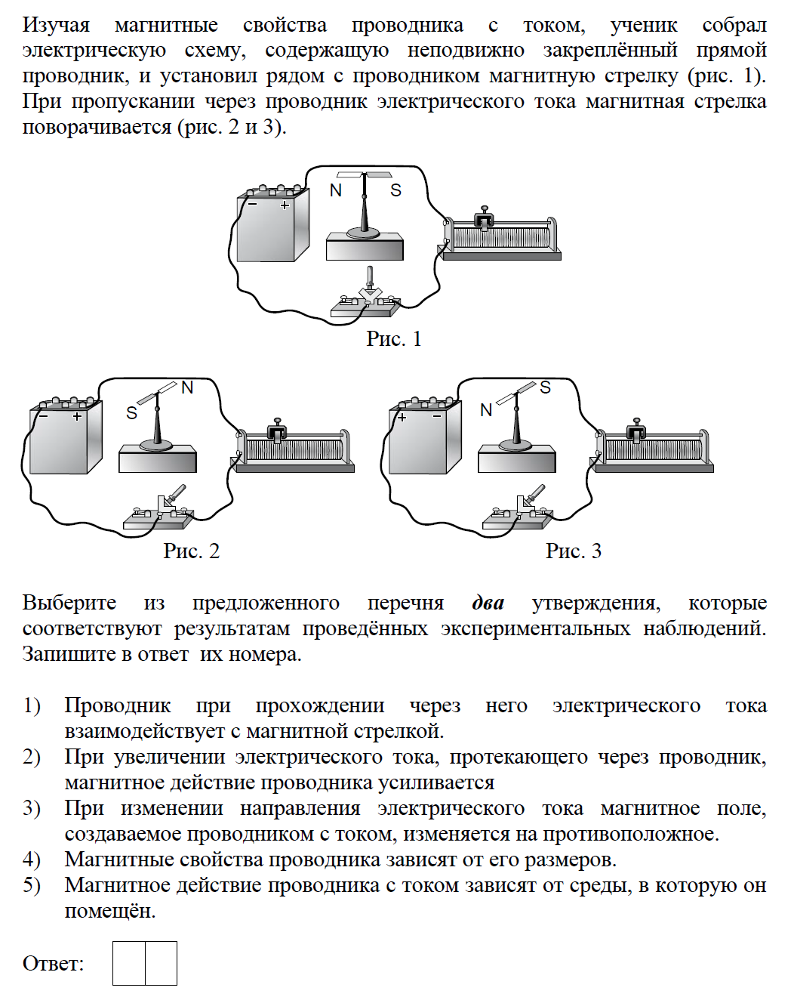 Изучая магнитные свойства проводника с током, ученик собрал
электрическую схему, содержащую неподвижно закреплённый прямой
проводник, и установил рядом с проводником магнитную стрелку (рис. 1).
При пропускании через проводник электрического тока магнитная стрелка
поворачивается (рис. 2 и 3).
N S
– +
Рис. 1
N S
– +
Рис. 2
S N
+ –
Рис. 3
Выберите из предложенного перечня два утверждения, которые
соответствуют результатам проведённых экспериментальных наблюдений.
Запишите в ответ их номера.
1) Проводник при прохождении через него электрического тока
взаимодействует с магнитной стрелкой.
2) При увеличении электрического тока, протекающего через проводник,
магнитное действие проводника усиливается
3) При изменении направления электрического тока магнитное поле,
создаваемое проводником с током, изменяется на противоположное.
4) Магнитные свойства проводника зависят от его размеров.
5) Магнитное действие проводника с током зависят от среды, в которую он
помещён.
Ответ: